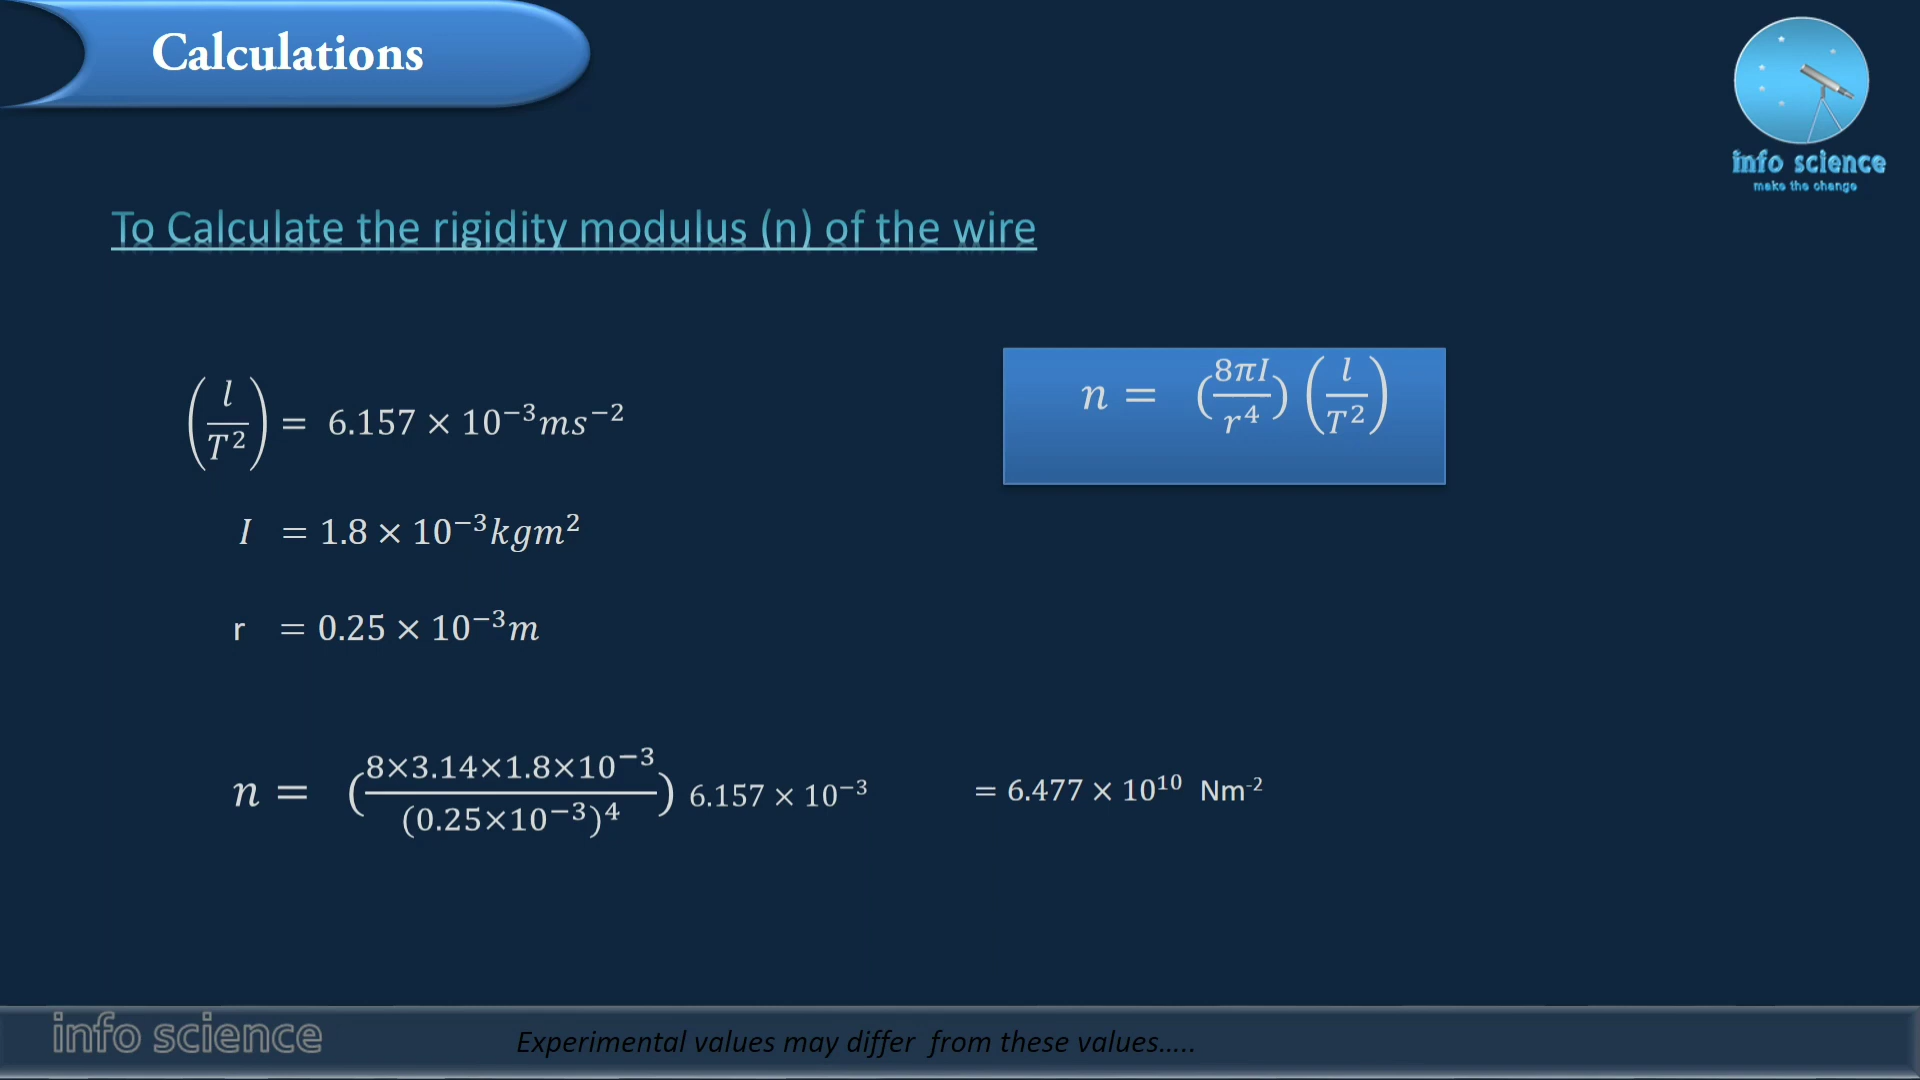 Calculations
info science
make the change
To Calculate the rigidity modulus (n) of the wire
(l/T²) = 6.157 × 10⁻³ms⁻²
n = (8πI/r⁴) (l/T²)
I = 1.8 × 10⁻³kgm²
r = 0.25 × 10⁻³m
n = (8×3.14×1.8×10⁻³/(0.25×10⁻³)⁴) 6.157 × 10⁻³ = 6.477 × 10¹⁰ Nm⁻²
info science
Experimental values may differ from these values.....